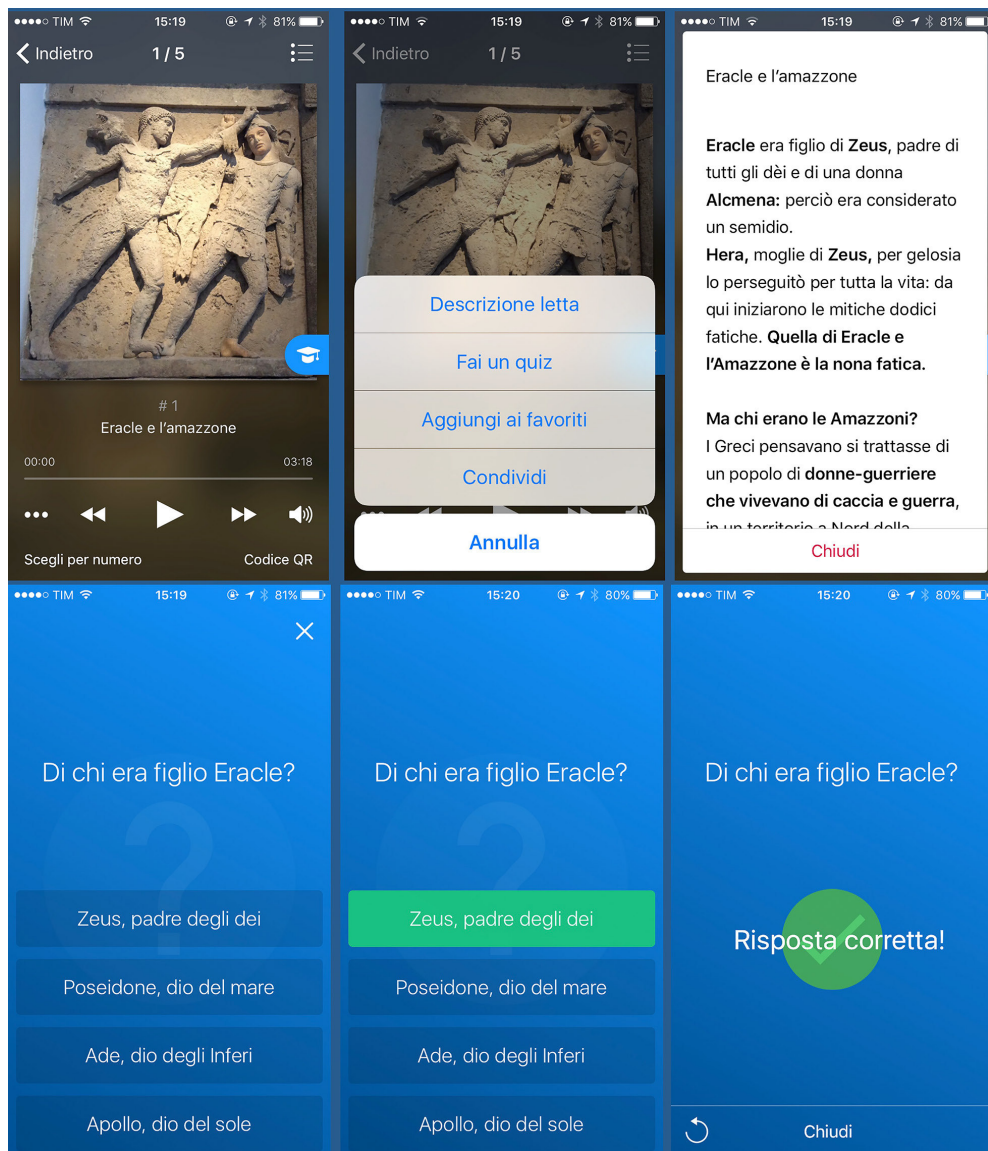 TIM 15:19 81%
Indietro 1 / 5
# 1
Eracle e l'amazzone
00:00 03:18
Scegli per numero Codice QR
TIM 15:19 81%
Indietro 1 / 5
Descrizione letta
Fai un quiz
Aggiungi ai favoriti
Condividi
Annulla
TIM 15:19 81%
Eracle e l'amazzone
Eracle era figlio di Zeus, padre di
tutti gli dèi e di una donna
Alcmena: perciò era considerato
un semidio.
Hera, moglie di Zeus, per gelosia
lo perseguitò per tutta la vita: da
qui iniziarono le mitiche dodici
fatiche. Quella di Eracle e
l'Amazzone è la nona fatica.
Ma chi erano le Amazzoni?
I Greci pensavano si trattasse di
un popolo di donne-guerriere
che vivevano di caccia e guerra,
in un territorio a Nord della
Chiudi
TIM 15:19 81%
Di chi era figlio Eracle?
?
Zeus, padre degli dei
Poseidone, dio del mare
Ade, dio degli Inferi
Apollo, dio del sole
TIM 15:20 80%
Di chi era figlio Eracle?
?
Zeus, padre degli dei
Poseidone, dio del mare
Ade, dio degli Inferi
Apollo, dio del sole
TIM 15:20 80%
Di chi era figlio Eracle?
Risposta corretta!
Chiudi